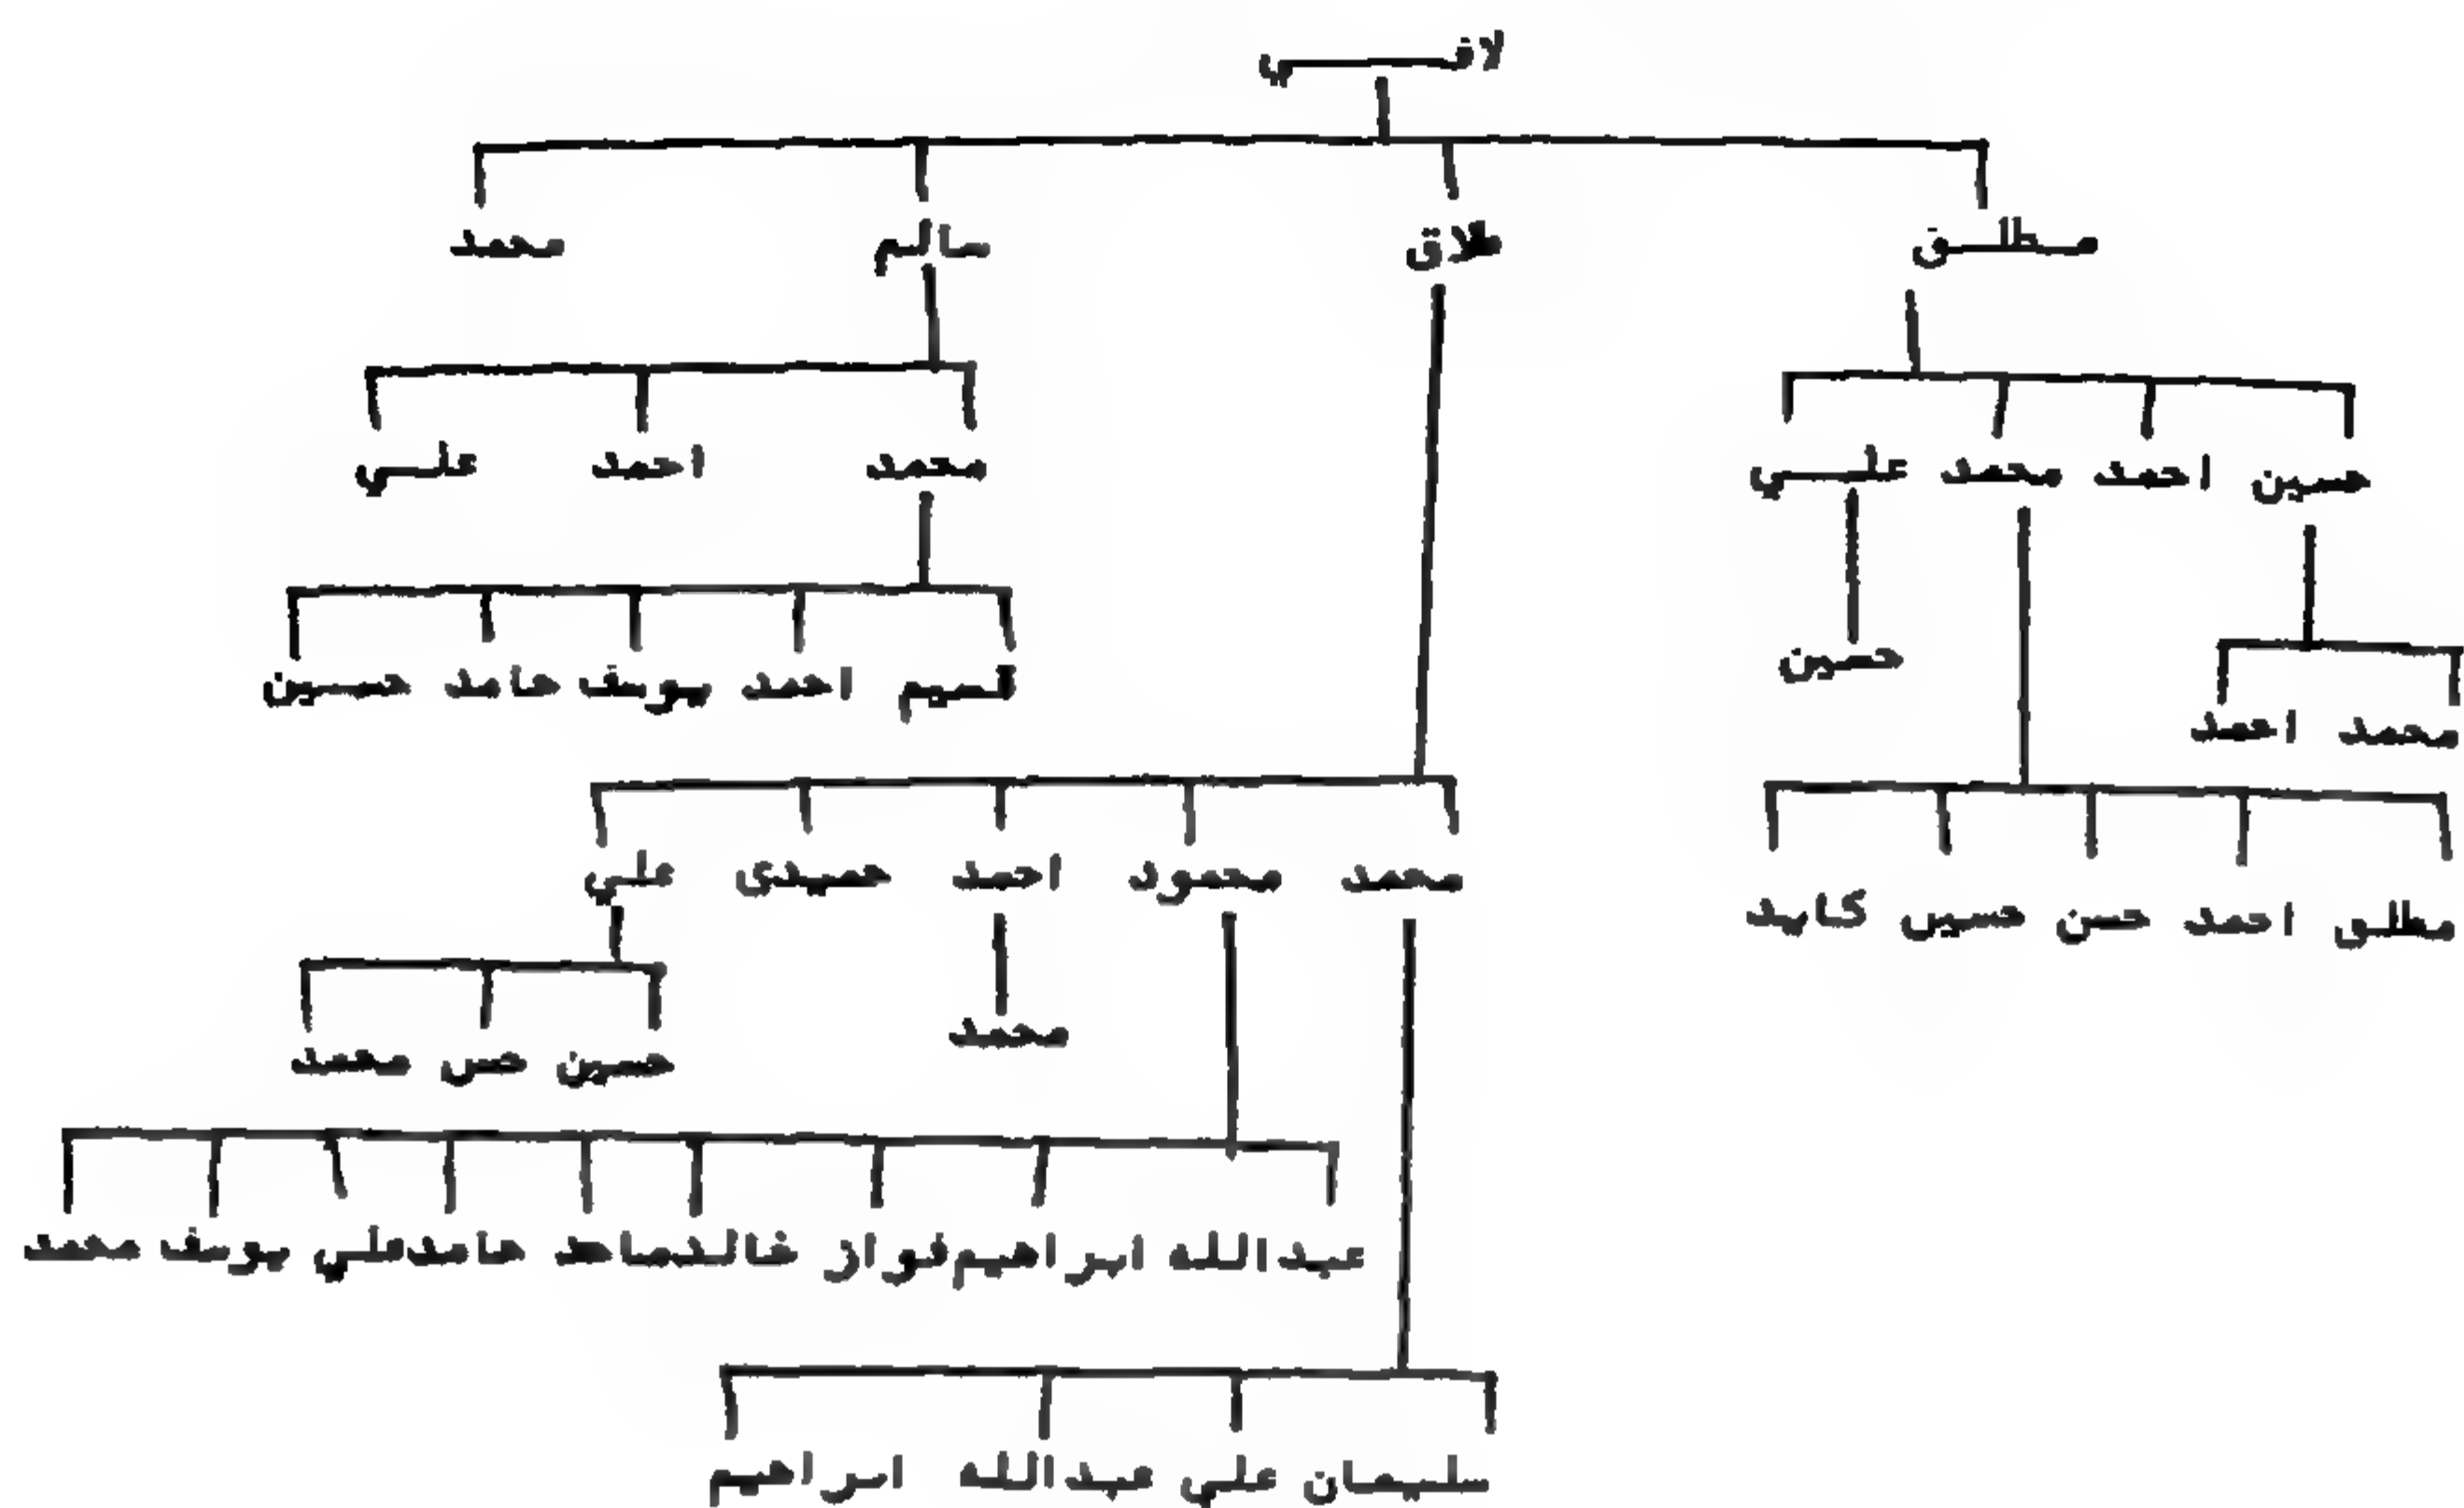 لافي
مطلق طلاق سالم محمد
حسين احمد محمد علي محمد احمد علي
حسين احمد يوسف حامد حسين
محمد احمد
محمد محمود احمد حميدي علي
مطلق احمد حسن حسين كايد
محمد
حسين حسن محمد
عبدالله ابراهيم فواز خالد ماجد حامد علي يوسف محمد
سليمان علي عبدالله ابراهيم